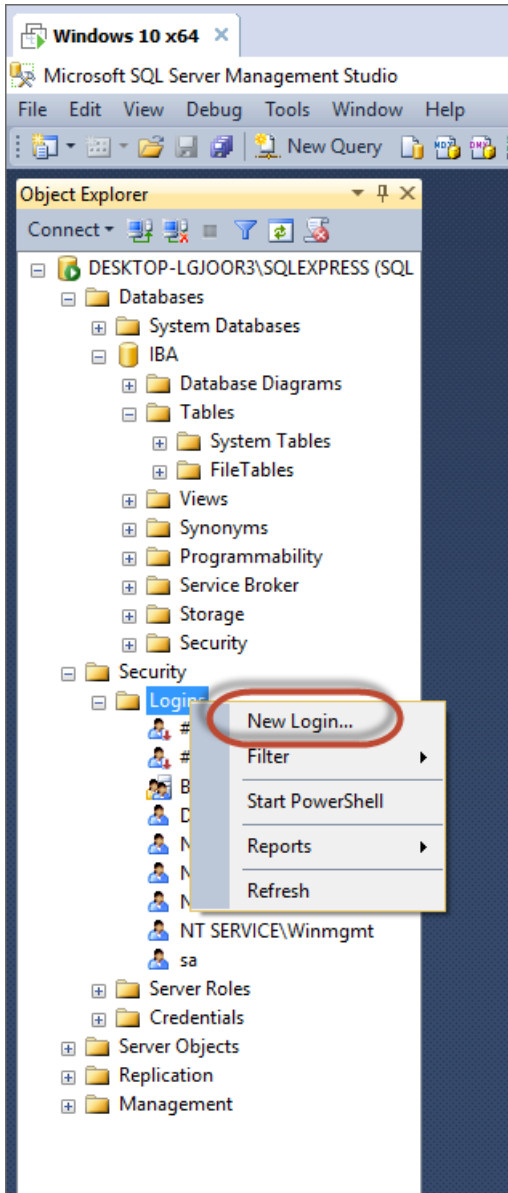 Windows 10 x64
Microsoft SQL Server Management Studio
File Edit View Debug Tools Window Help
New Query
Object Explorer
Connect
DESKTOP-LGJOOR3\SQLEXPRESS (SQL
Databases
System Databases
IBA
Database Diagrams
Tables
System Tables
FileTables
Views
Synonyms
Programmability
Service Broker
Storage
Security
Security
Logins
New Login...
#
#
Filter
B
Start PowerShell
D
N
Reports
N
N
Refresh
NT SERVICE\Winmgmt
sa
Server Roles
Credentials
Server Objects
Replication
Management